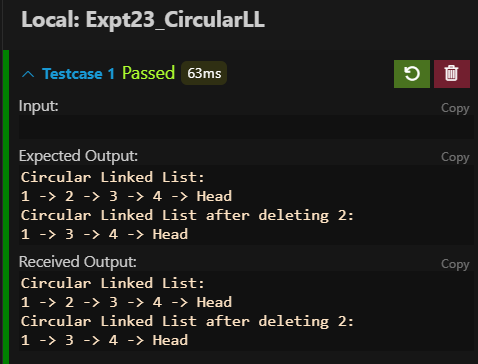 Local: Expt23_CircularLL
Testcase 1 Passed 63ms
Input:
Copy
Expected Output:
Copy
Circular Linked List:
1 -> 2 -> 3 -> 4 -> Head
Circular Linked List after deleting 2:
1 -> 3 -> 4 -> Head
Received Output:
Copy
Circular Linked List:
1 -> 2 -> 3 -> 4 -> Head
Circular Linked List after deleting 2:
1 -> 3 -> 4 -> Head